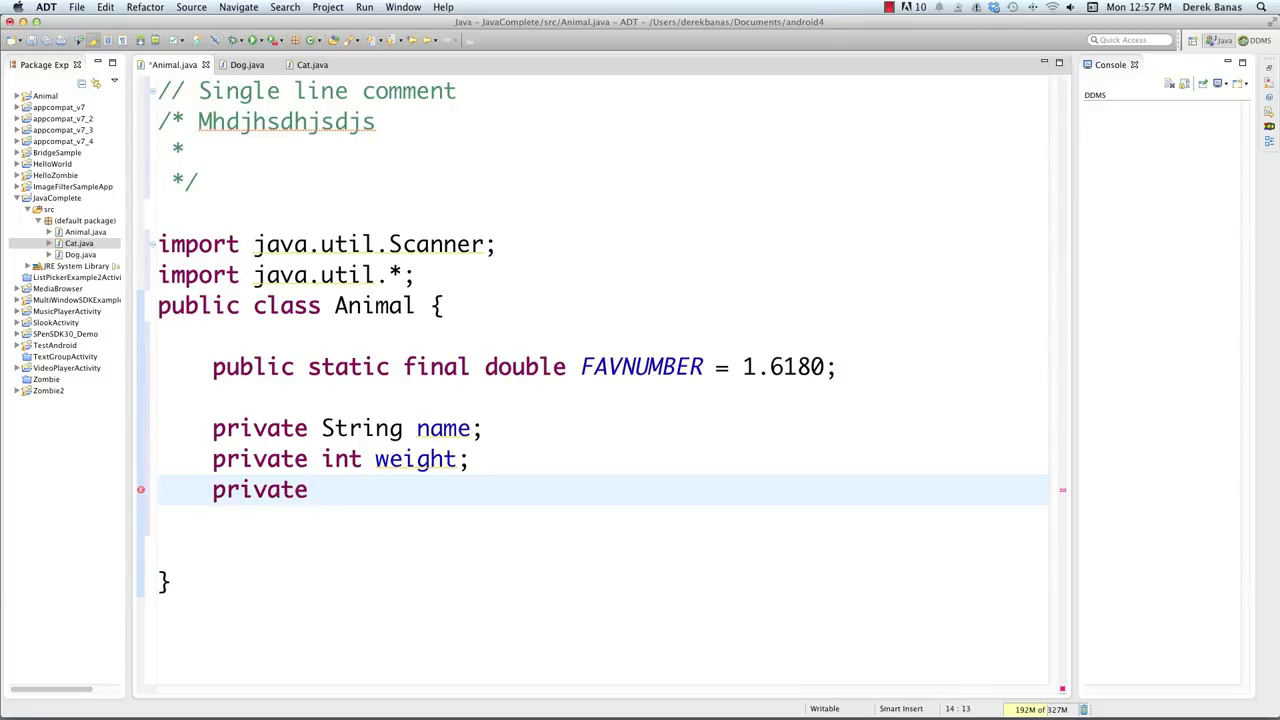 ADT File Edit Refactor Source Navigate Search Project Run Window Help 10 Mon 12:57 PM Derek Banas
Java - JavaComplete/src/Animal.java - ADT - /Users/derekbanas/Documents/android4
Quick Access Java DDMS
Package Exp
*Animal.java Dog.java Cat.java
Console
DDMS
Animal
appcompat_v7
appcompat_v7_2
appcompat_v7_3
appcompat_v7_4
BridgeSample
HelloWorld
HelloZombie
ImageFilterSampleApp
JavaComplete
src
(default package)
Animal.java
Cat.java
Dog.java
JRE System Library [Ja
ListPickerExample2Activi
MediaBrowser
MultiWindowSDKExample
MusicPlayerActivity
SlookActivity
SPenSDK30_Demo
TestAndroid
TextGroupActivity
VideoPlayerActivity
Zombie
Zombie2
// Single line comment
/* Mhdjhsdhjsdjs
*
*/
import java.util.Scanner;
import java.util.*;
public class Animal {
public static final double FAVNUMBER = 1.6180;
private String name;
private int weight;
private
}
Writable Smart Insert 14 : 13 192M of 327M